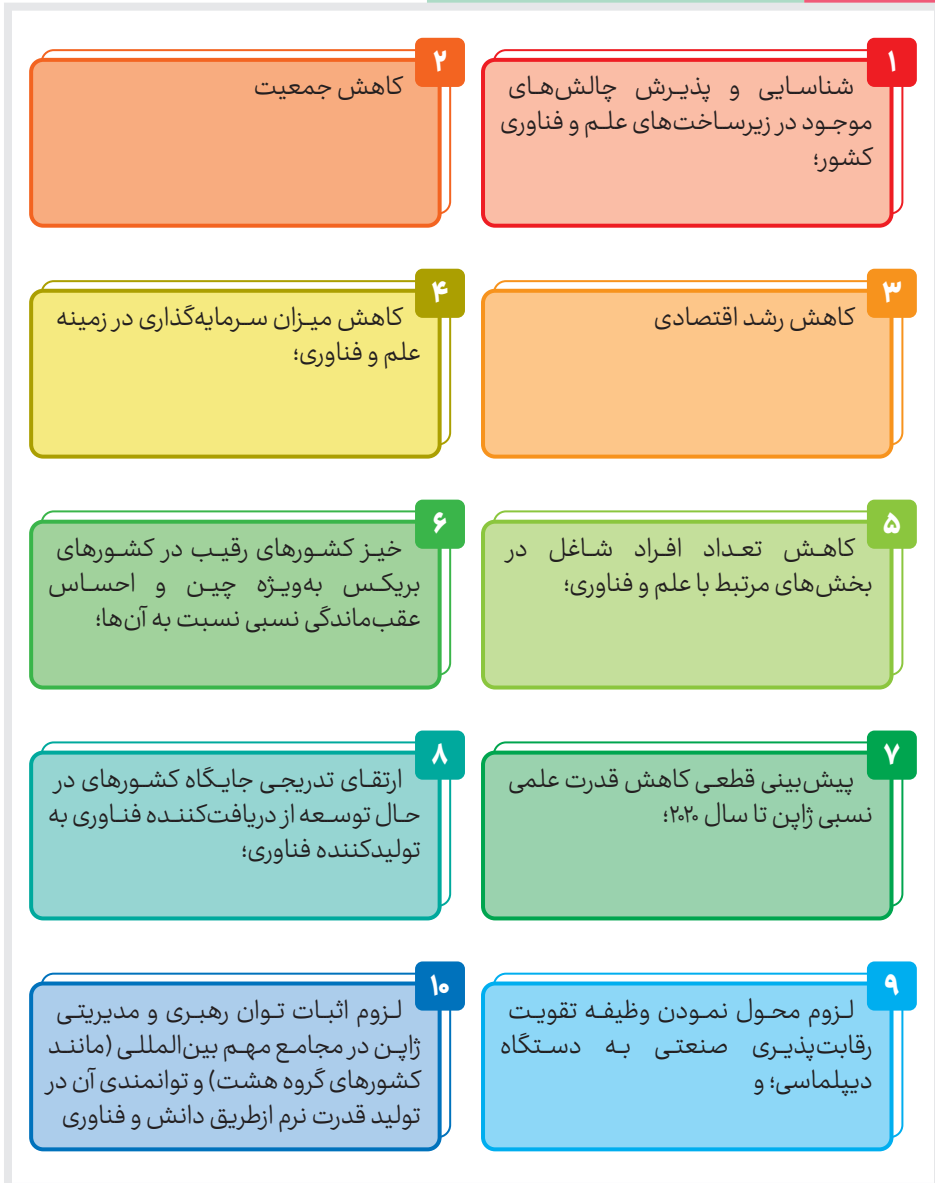 ۱
شناسایی و پذیرش چالش‌های
موجود در زیرساخت‌های علم و فناوری
کشور؛
۲
کاهش جمعیت
۳
کاهش رشد اقتصادی
۴
کاهش میزان سرمایه‌گذاری در زمینه
علم و فناوری؛
۵
کاهش تعداد افراد شاغل در
بخش‌های مرتبط با علم و فناوری؛
۶
خیز کشورهای رقیب در کشورهای
بریکس به‌ویژه چین و احساس
عقب‌ماندگی نسبی نسبت به آن‌ها؛
۷
پیش‌بینی قطعی کاهش قدرت علمی
نسبی ژاپن تا سال ۲۰۲۰؛
۸
ارتقای تدریجی جایگاه کشورهای در
حال توسعه از دریافت‌کننده فناوری به
تولیدکننده فناوری؛
۹
لزوم محول نمودن وظیفه تقویت
رقابت‌پذیری صنعتی به دستگاه
دیپلماسی؛ و
۱۰
لزوم اثبات توان رهبری و مدیریتی
ژاپن در مجامع مهم بین‌المللی (مانند
کشورهای گروه هشت) و توانمندی آن در
تولید قدرت نرم ازطریق دانش و فناوری